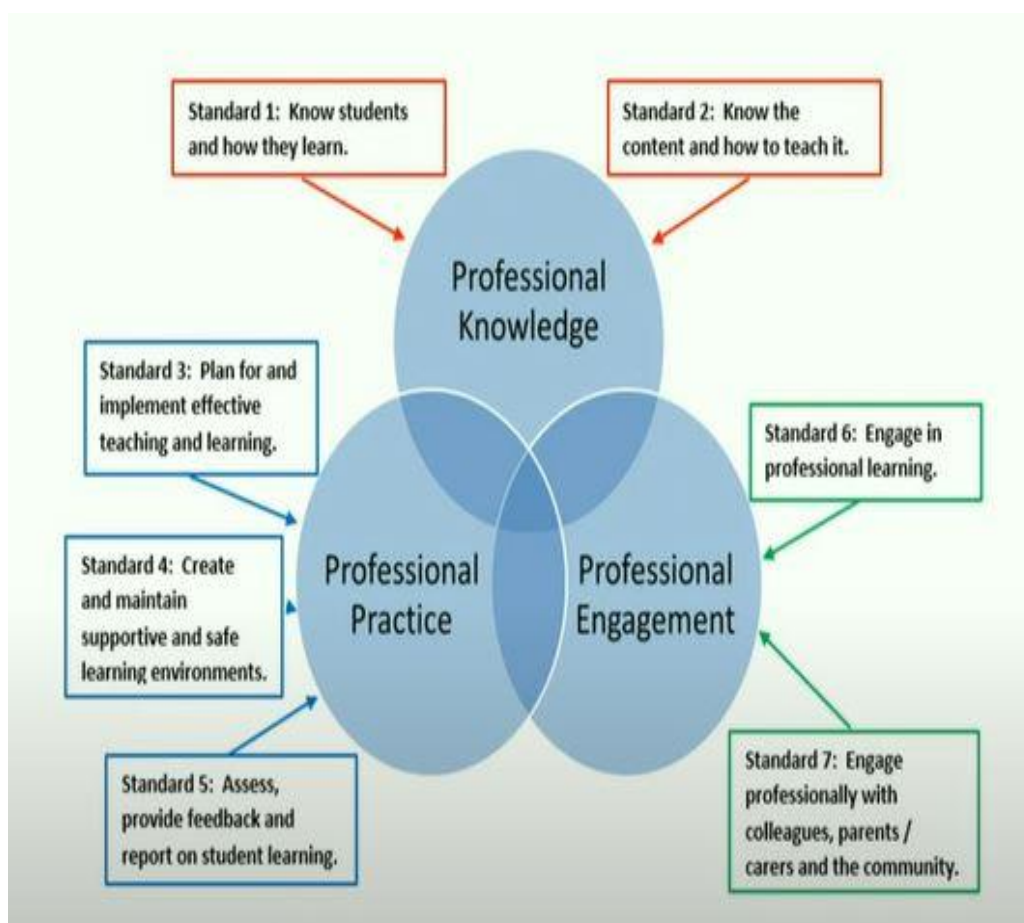 Standard 1: Know students
and how they learn.
Standard 2: Know the
content and how to teach it.
Professional
Knowledge
Standard 3: Plan for and
implement effective
teaching and learning.
Standard 6: Engage in
professional learning.
Standard 4: Create
and maintain
supportive and safe
learning environments.
Professional
Practice
Professional
Engagement
Standard 5: Assess,
provide feedback and
report on student learning.
Standard 7: Engage
professionally with
colleagues, parents /
carers and the community.